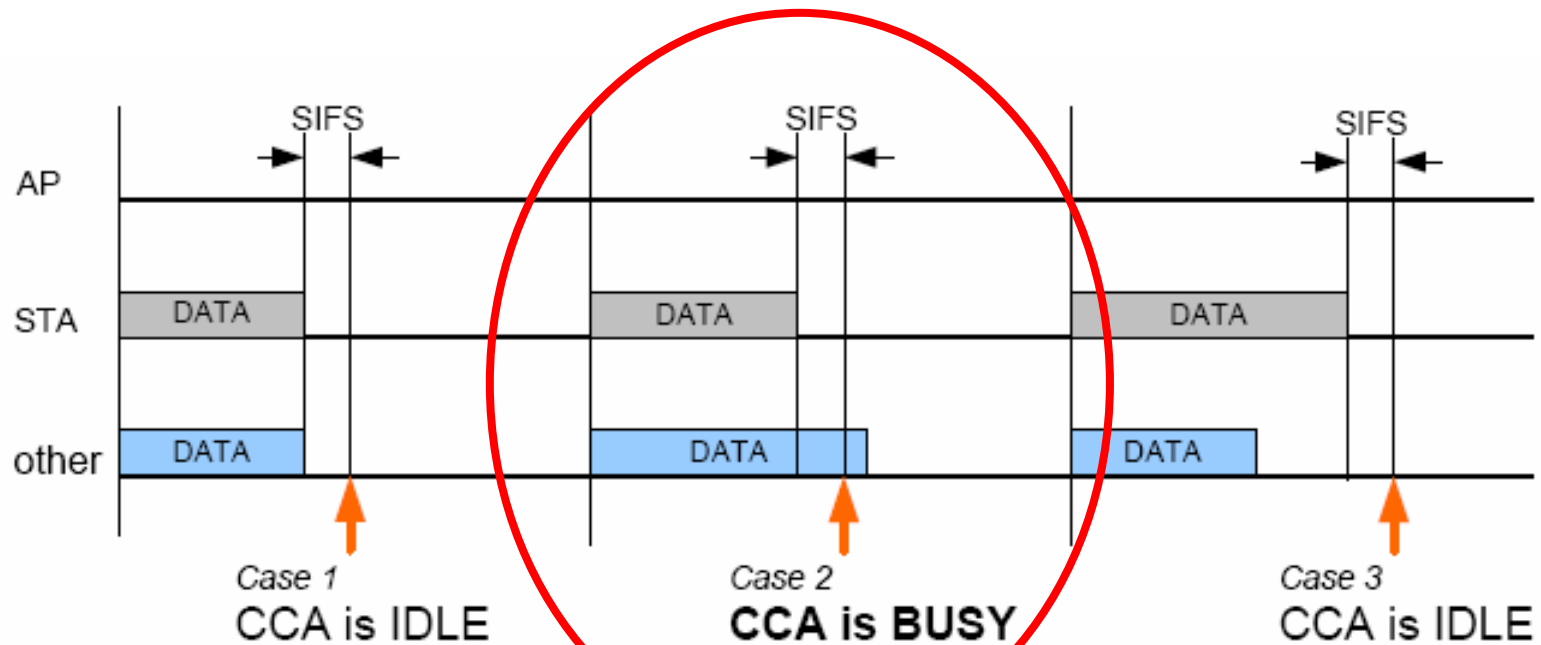 SIFS SIFS SIFS
AP
STA DATA DATA DATA
other DATA DATA DATA
Case 1 Case 2 Case 3
CCA is IDLE CCA is BUSY CCA is IDLE